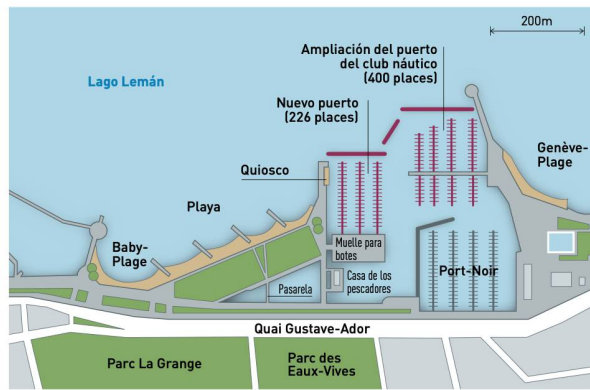 200m
Ampliación del puerto
del club náutico
(400 places)
Lago Lemán
Nuevo puerto
(226 places)
Genève-
Plage
Quiosco
Playa
Baby-
Plage
Muelle para
botes
Casa de los
pescadores
Port-Noir
Pasarela
Quai Gustave-Ador
Parc La Grange
Parc des
Eaux-Vives